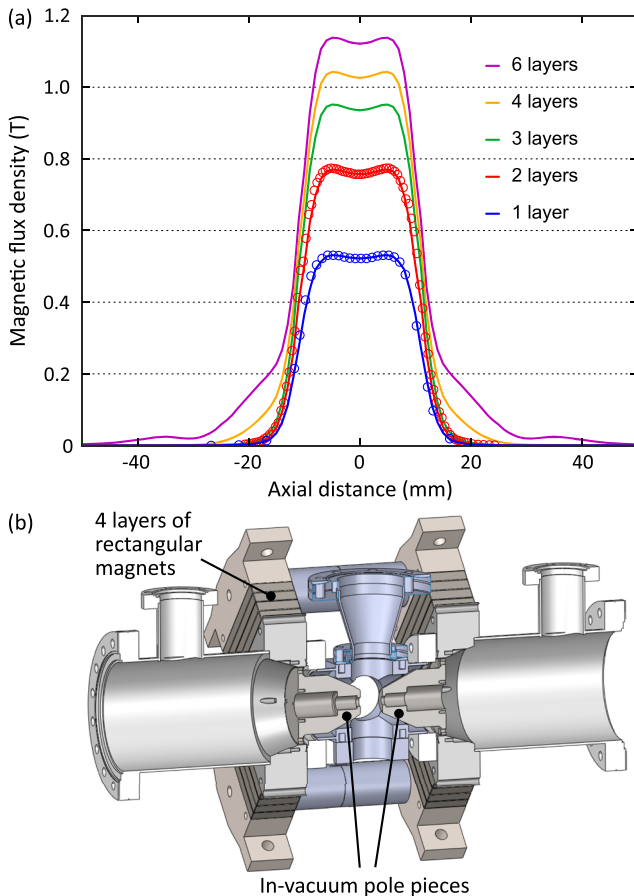 (a)
1.2
1.0
0.8
0.6
0.4
0.2
0
Magnetic flux density (T)
6 layers
4 layers
3 layers
2 layers
1 layer
-40
-20
0
20
40
Axial distance (mm)
(b)
4 layers of
rectangular
magnets
In-vacuum pole pieces